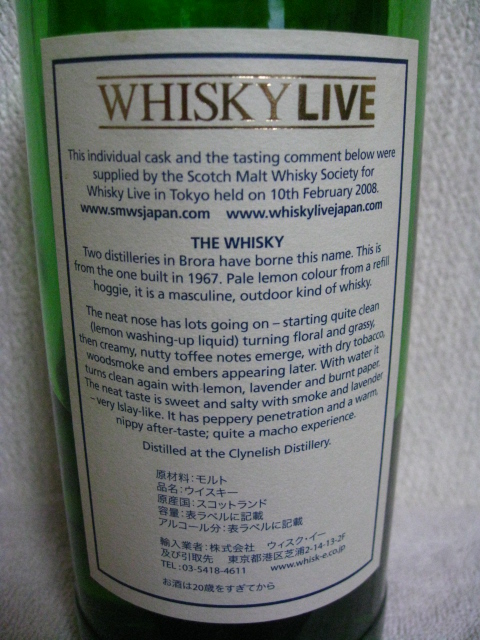 WHISKY LIVE
This individual cask and the tasting comment below were
supplied by the Scotch Malt Whisky Society for
Whisky Live in Tokyo held on 10th February 2008.
www.smwsjapan.com www.whiskylivejapan.com
THE WHISKY
Two distilleries in Brora have borne this name. This is
from the one built in 1967. Pale lemon colour from a refill
hoggie, it is a masculine, outdoor kind of whisky.
The neat nose has lots going on – starting quite clean
(lemon washing-up liquid) turning floral and grassy,
then creamy, nutty toffee notes emerge, with dry tobacco,
woodsmoke and embers appearing later. With water it
turns clean again with lemon, lavender and burnt paper.
The neat taste is sweet and salty with smoke and lavender
– very Islay-like. It has peppery penetration and a warm,
nippy after-taste; quite a macho experience.
Distilled at the Clynelish Distillery.
原材料：モルト
品名：ウイスキー
原産国：スコットランド
容量：表ラベルに記載
アルコール分：表ラベルに記載
輸入業者：株式会社 ウィスク・イー
及び引取先 東京都港区芝浦2-14-13-2F
TEL：03-5418-4611 www.whisk-e.co.jp
お酒は20歳をすぎてから